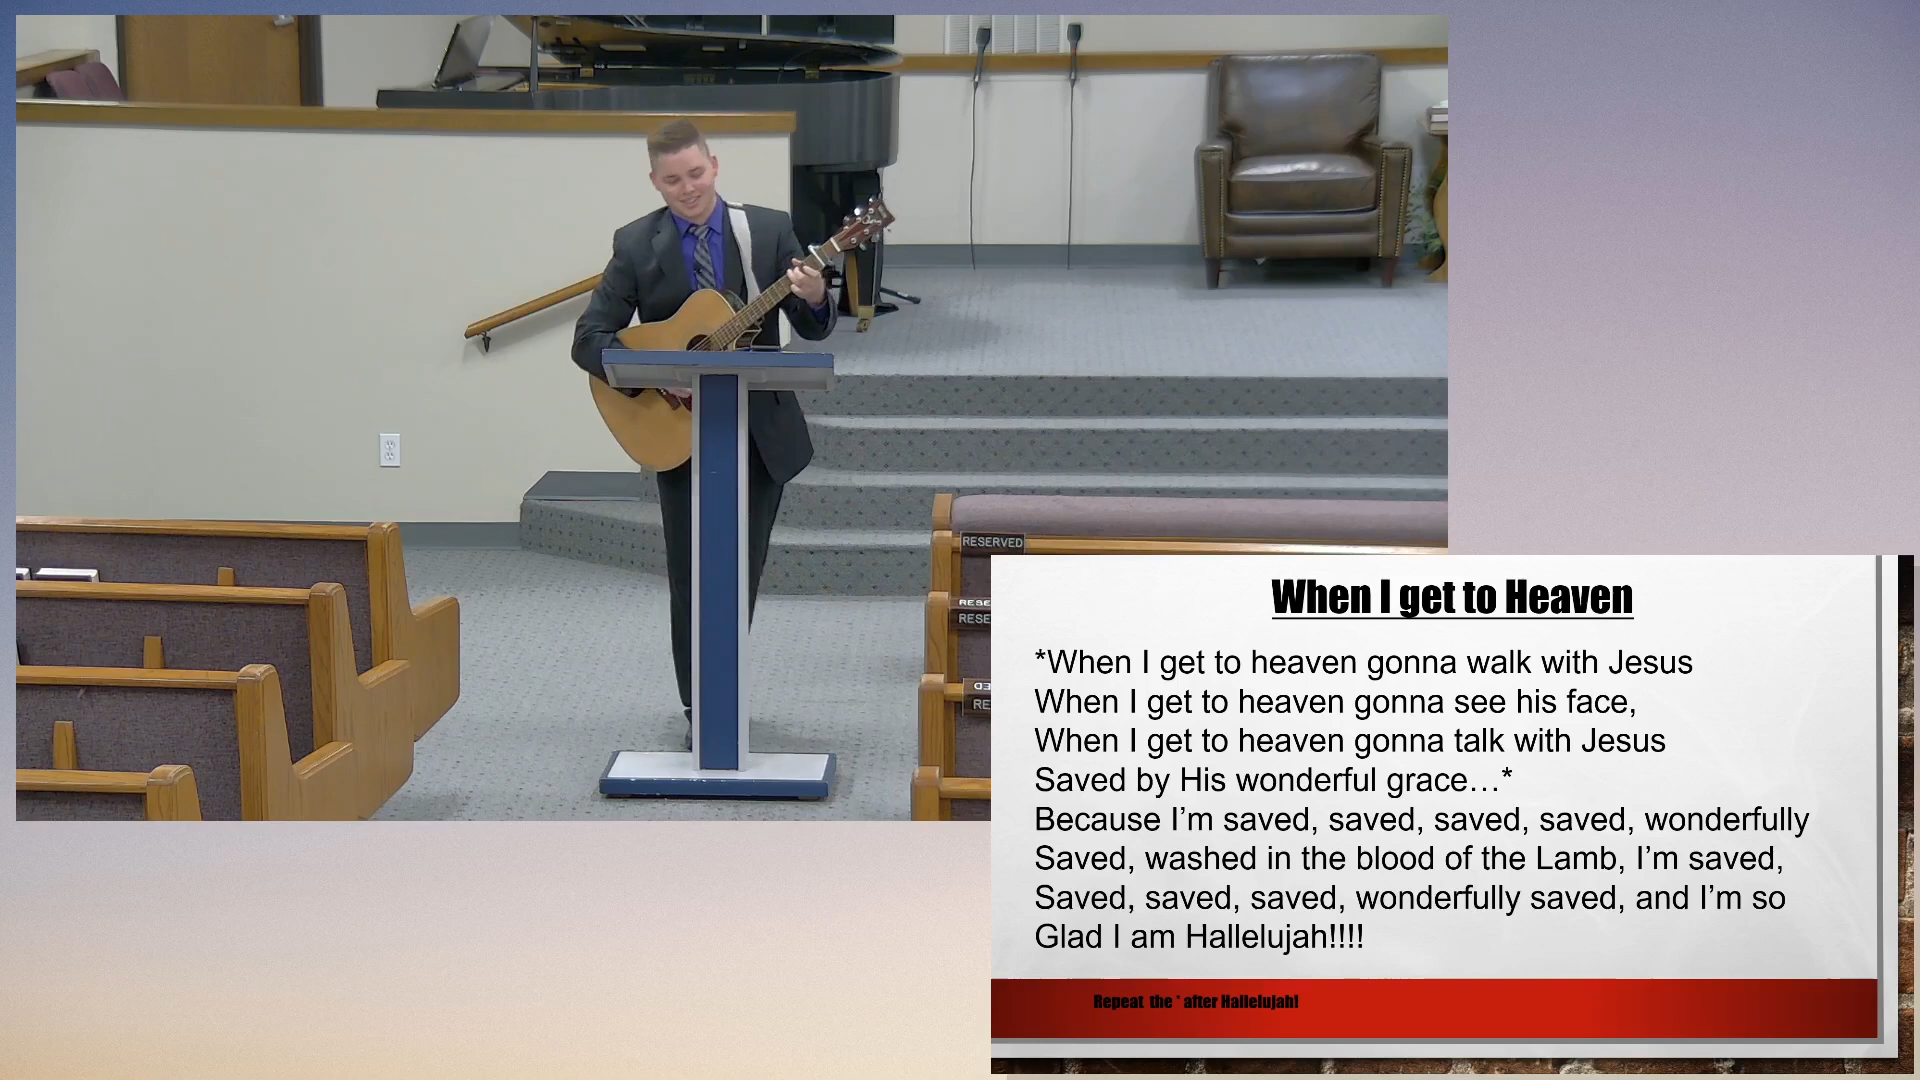 RESERVED
RESE
RESE
RE
When I get to Heaven
*When I get to heaven gonna walk with Jesus
When I get to heaven gonna see his face,
When I get to heaven gonna talk with Jesus
Saved by His wonderful grace…*
Because I’m saved, saved, saved, saved, wonderfully
Saved, washed in the blood of the Lamb, I’m saved,
Saved, saved, saved, wonderfully saved, and I’m so
Glad I am Hallelujah!!!!
Repeat the * after Hallelujah!